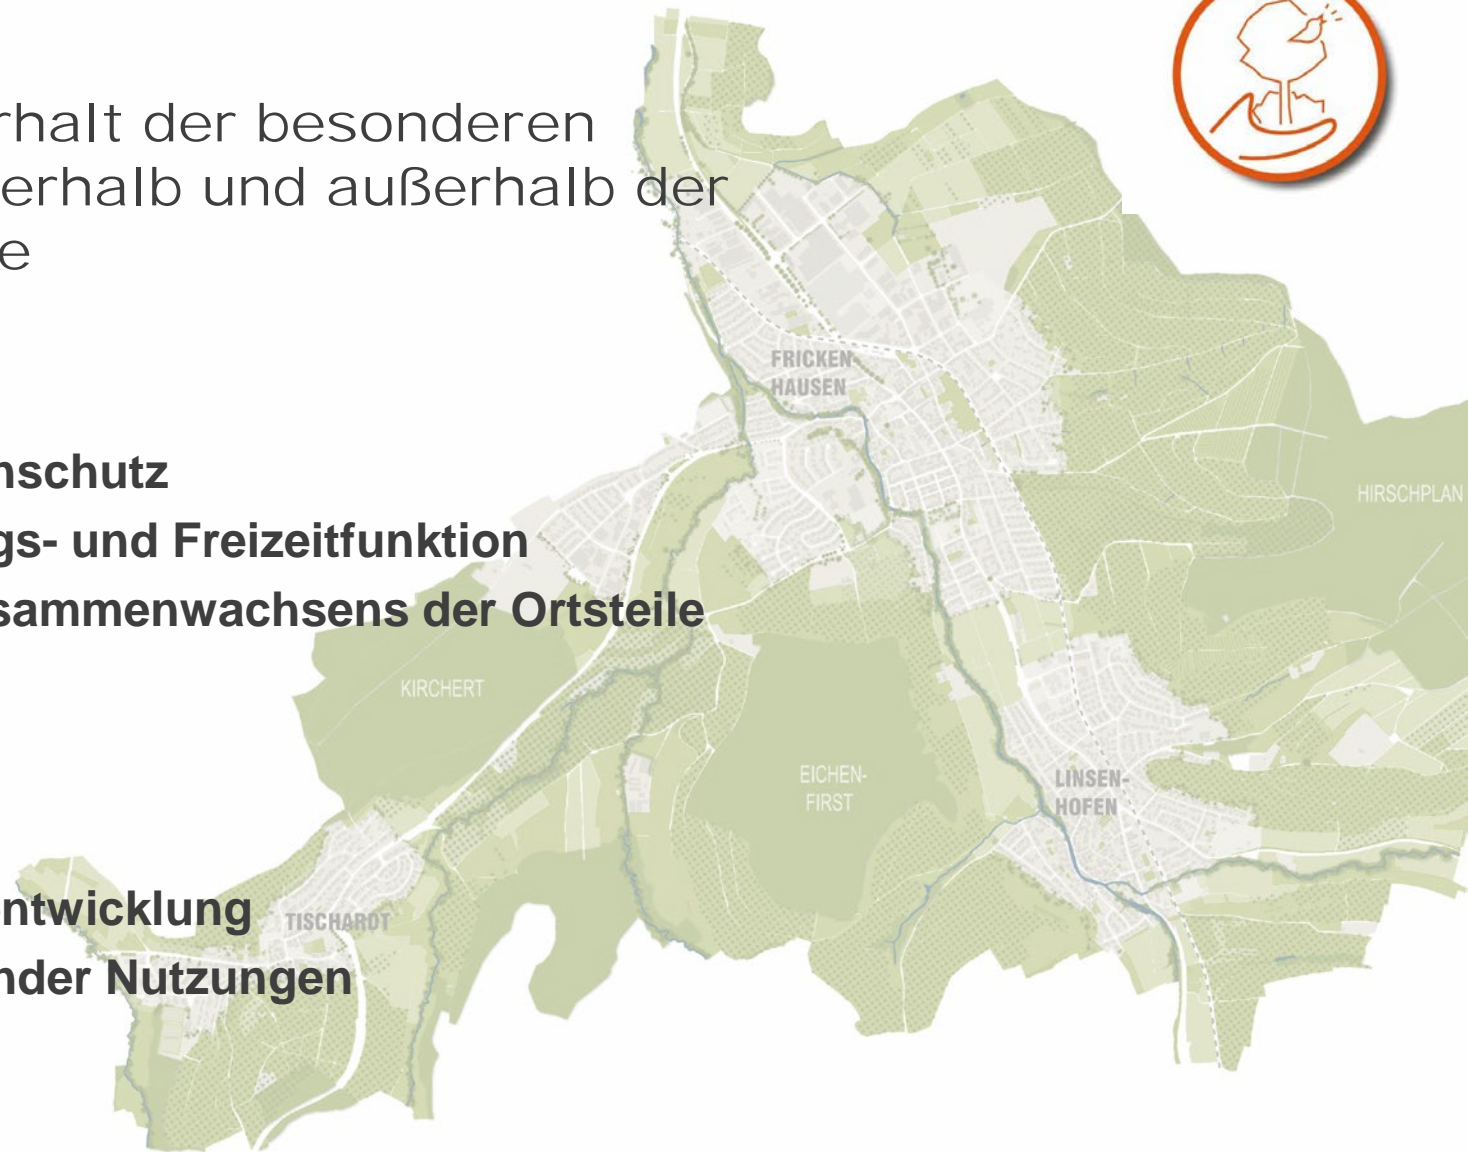 rhalt der besonderen
erhalb und außerhalb der
e
FRICKEN-
HAUSEN
nschutz
HIRSCHPLAN
gs- und Freizeitfunktion
sammenwachsens der Ortsteile
KIRCHERT
EICHEN-
FIRST
LINSEN-
HOFEN
entwicklung
TISCHARDT
nder Nutzungen